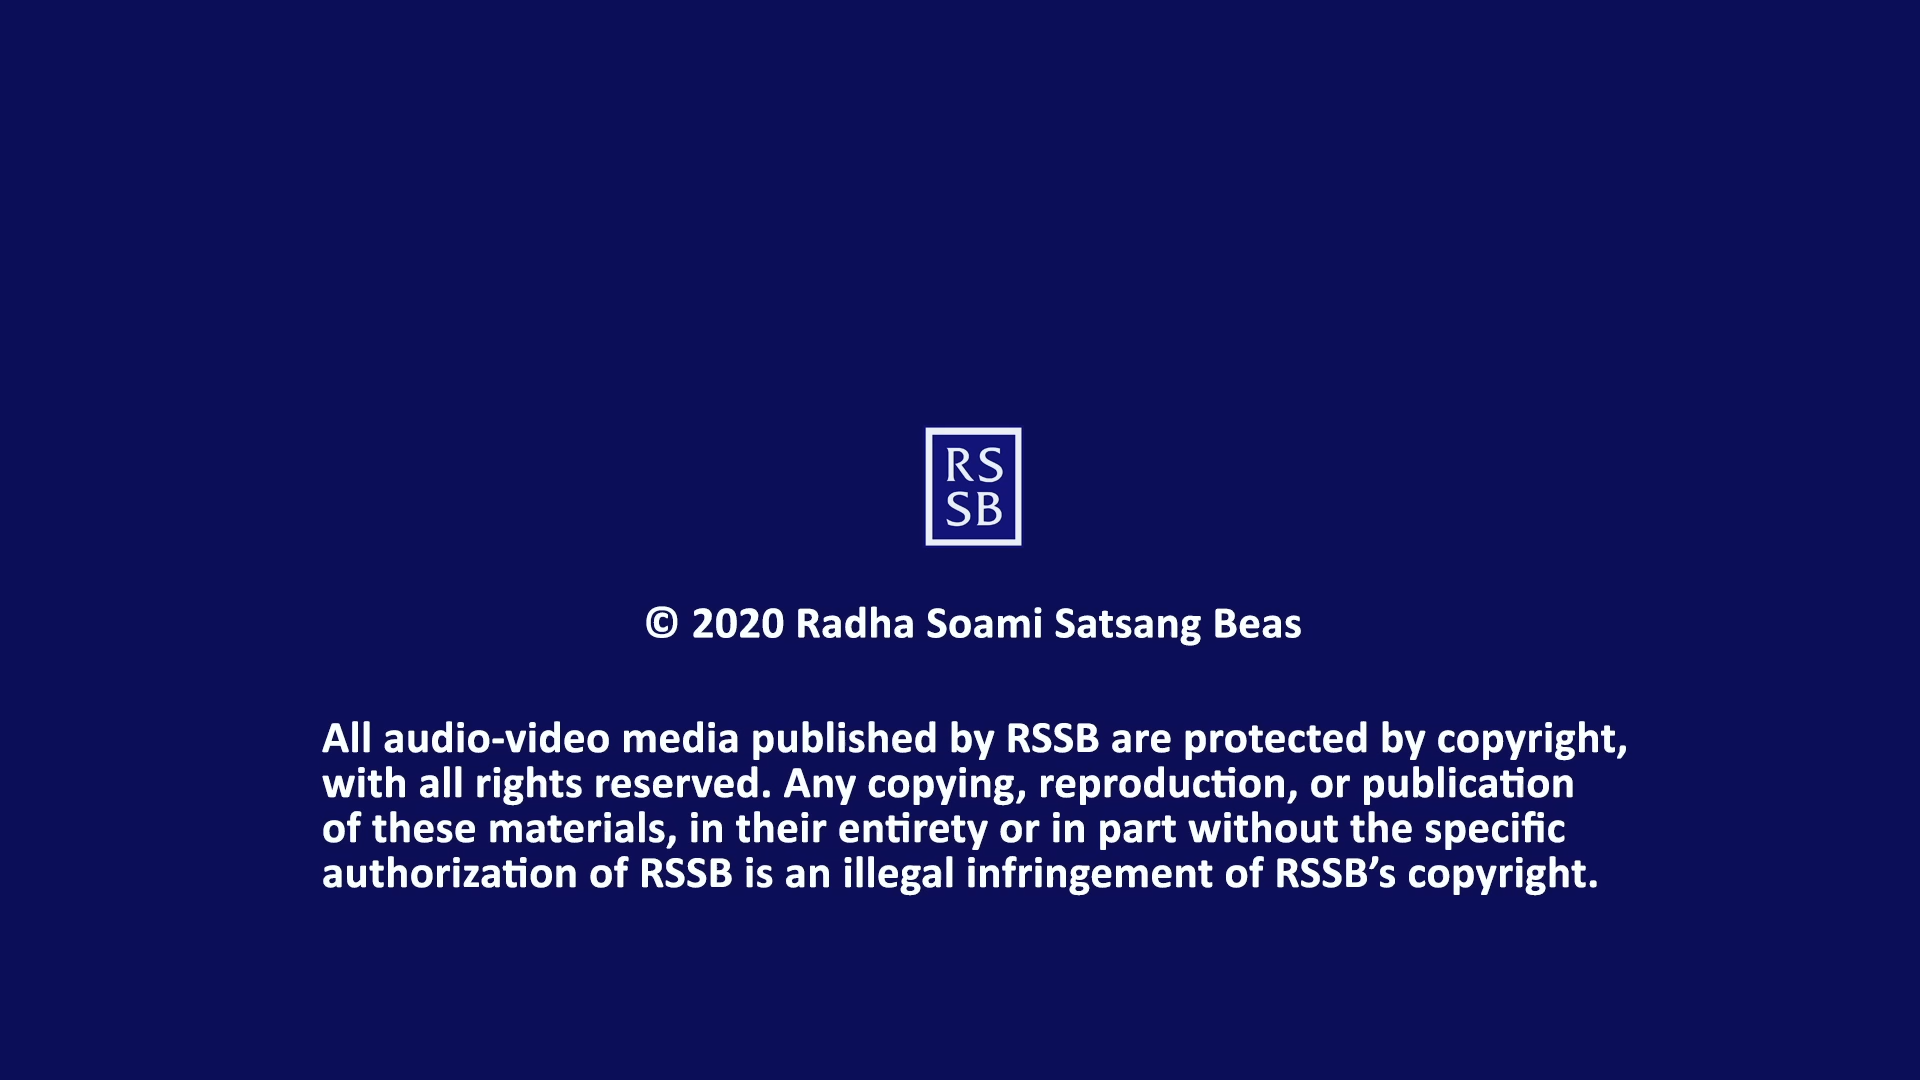 RS
SB
© 2020 Radha Soami Satsang Beas
All audio-video media published by RSSB are protected by copyright,
with all rights reserved. Any copying, reproduction, or publication
of these materials, in their entirety or in part without the specific
authorization of RSSB is an illegal infringement of RSSB’s copyright.